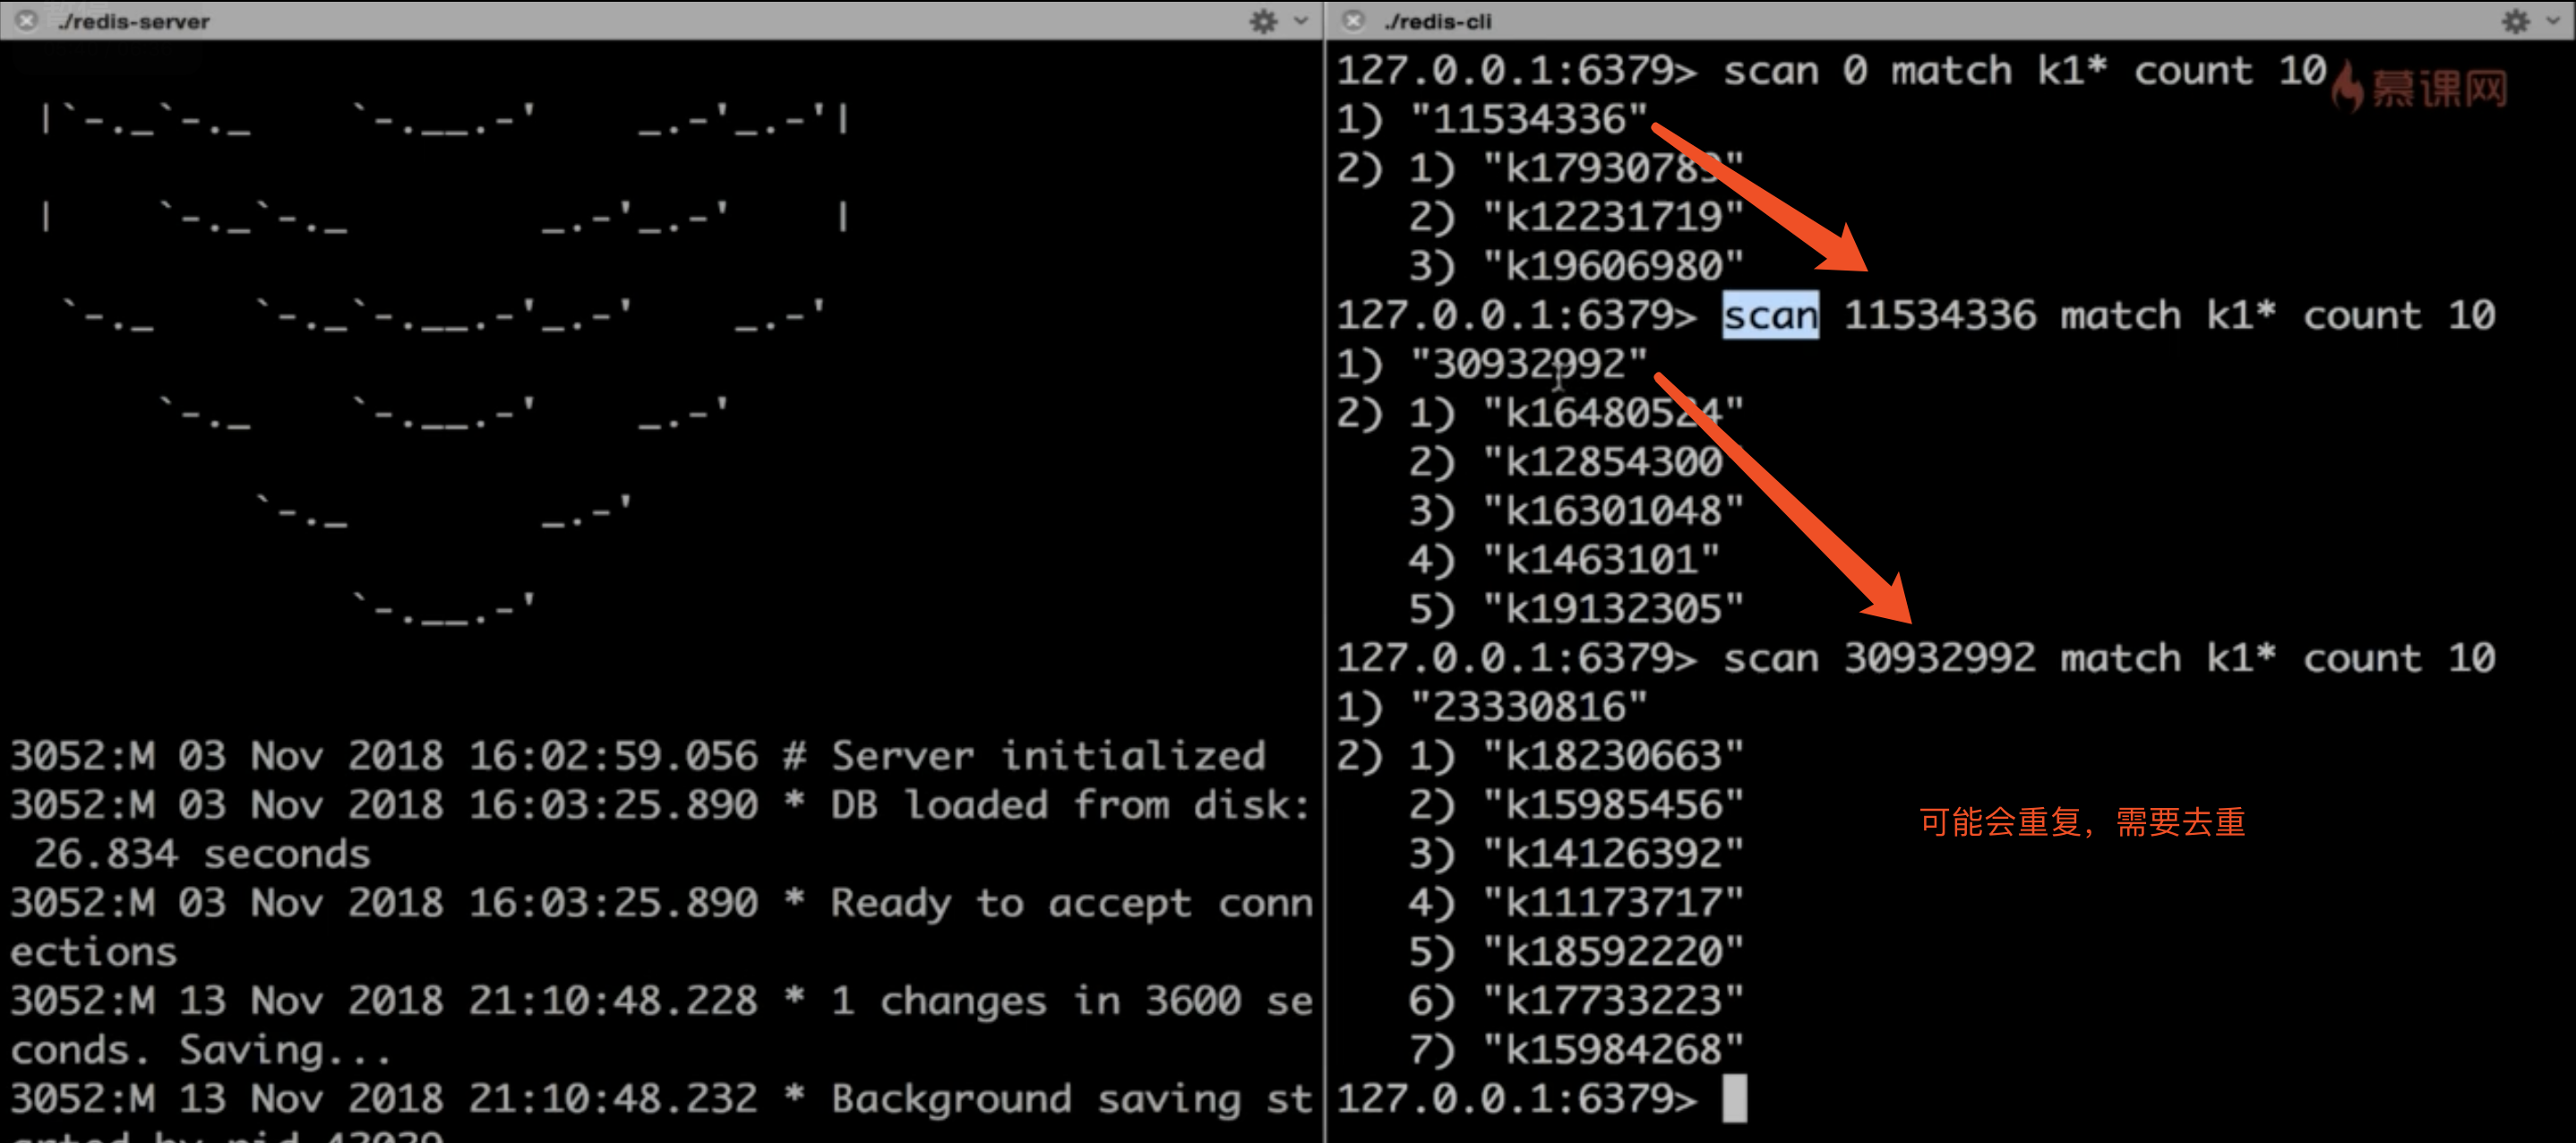 ./redis-server
|`-._`-._    `-.__.-'    _.-'_.-'|
|    `-._`-._        _.-'_.-'    |
`-._    `-._`-.__.-'_.-'    _.-'
`-._    `-.__.-'    _.-'
`-._        _.-'
`-.__.-'
3052:M 03 Nov 2018 16:02:59.056 # Server initialized
3052:M 03 Nov 2018 16:03:25.890 * DB loaded from disk:
26.834 seconds
3052:M 03 Nov 2018 16:03:25.890 * Ready to accept conn
ections
3052:M 13 Nov 2018 21:10:48.228 * 1 changes in 3600 se
conds. Saving...
3052:M 13 Nov 2018 21:10:48.232 * Background saving st
./redis-cli
127.0.0.1:6379> scan 0 match k1* count 10
慕课网
1) "11534336"
2) 1) "k17930789"
2) "k12231719"
3) "k19606980"
127.0.0.1:6379> scan 11534336 match k1* count 10
1) "30932992"
2) 1) "k16480524"
2) "k12854300"
3) "k16301048"
4) "k1463101"
5) "k19132305"
127.0.0.1:6379> scan 30932992 match k1* count 10
1) "23330816"
2) 1) "k18230663"
2) "k15985456"
可能会重复，需要去重
3) "k14126392"
4) "k11173717"
5) "k18592220"
6) "k17733223"
7) "k15984268"
127.0.0.1:6379>